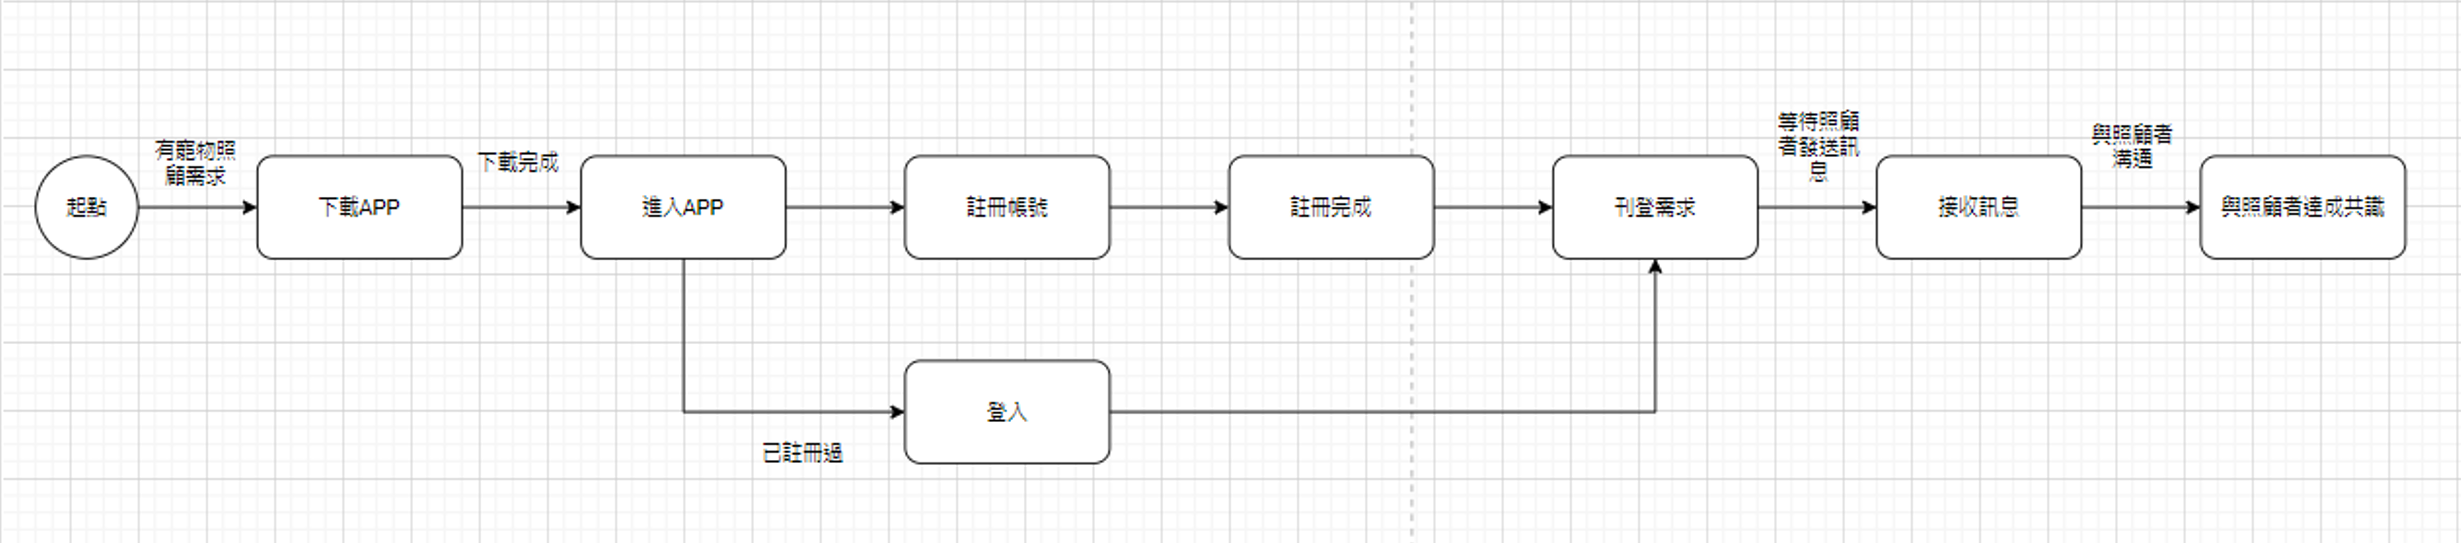 起點
有寵物照
顧需求
下載APP
下載完成
進入APP
註冊帳號
註冊完成
刊登需求
等待照顧
者發送訊
息
接收訊息
與照顧者
溝通
與照顧者達成共識
已註冊過
登入